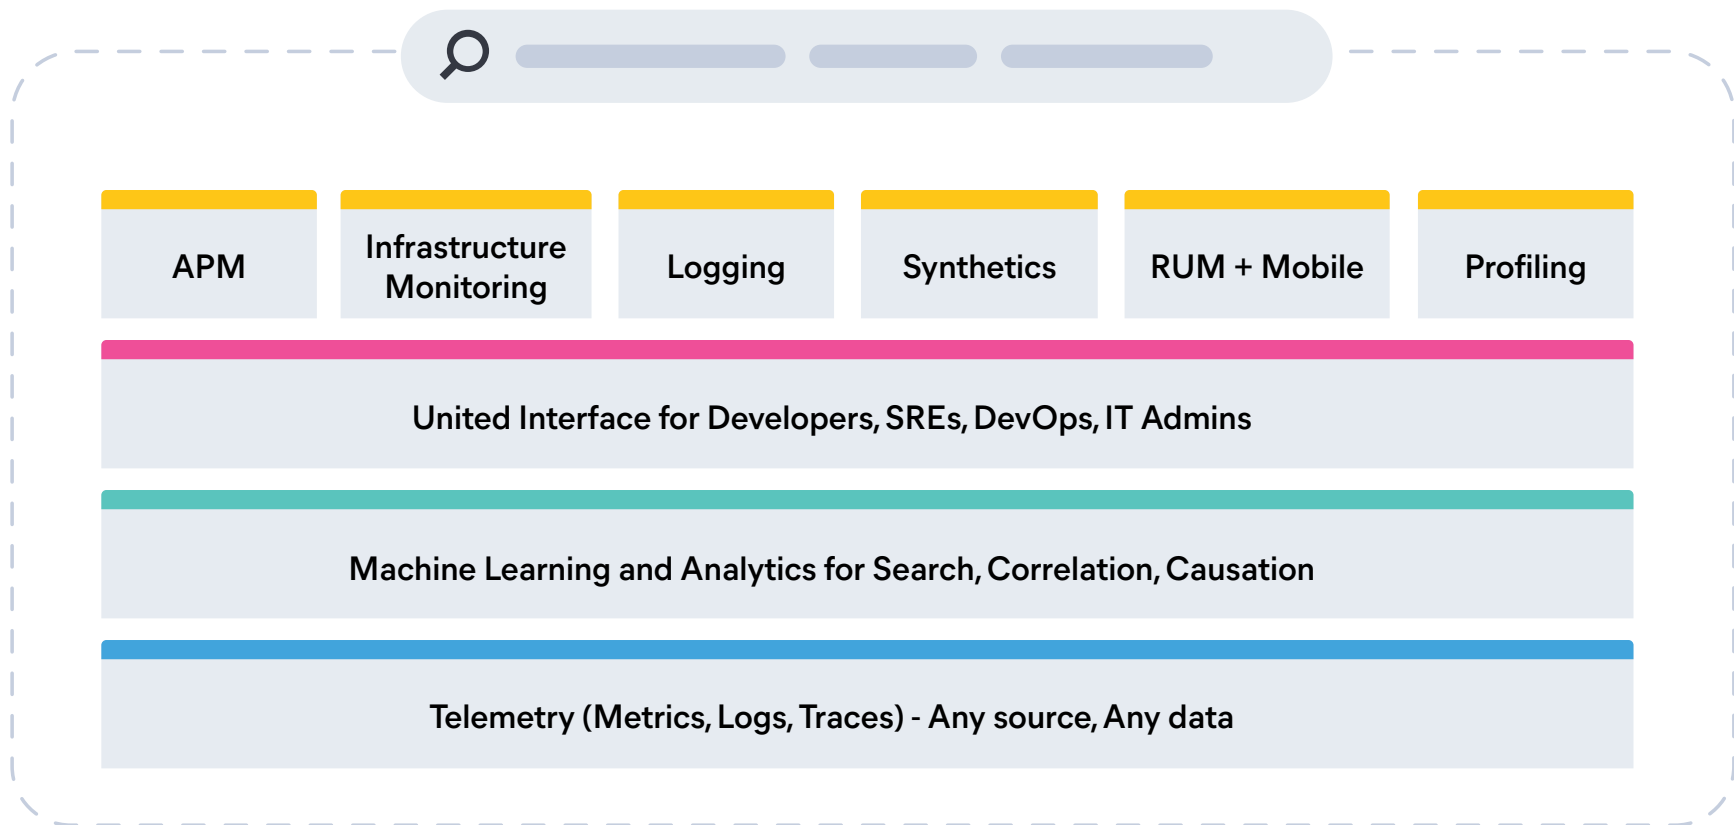 APM
Infrastructure
Monitoring
Logging
Synthetics
RUM + Mobile
Profiling
United Interface for Developers, SREs, DevOps, IT Admins
Machine Learning and Analytics for Search, Correlation, Causation
Telemetry (Metrics, Logs, Traces) - Any source, Any data